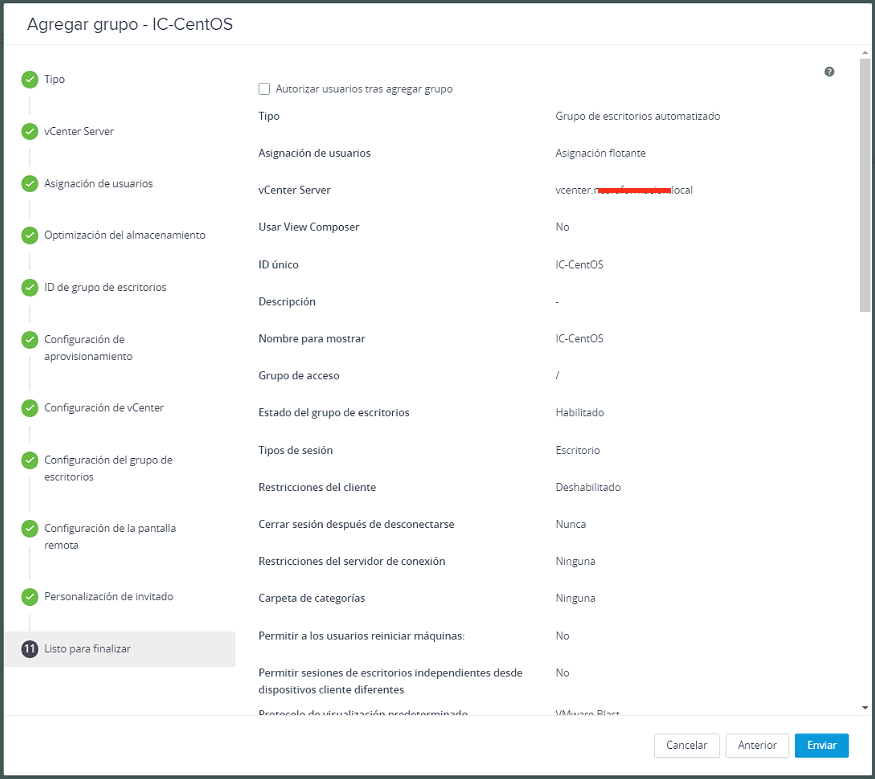 Agregar grupo - IC-CentOS
Tipo
vCenter Server
Asignación de usuarios
Optimización del almacenamiento
ID de grupo de escritorios
Configuración de
aprovisionamiento
Configuración de vCenter
Configuración del grupo de
escritorios
Configuración de la pantalla
remota
Personalización de invitado
11 Listo para finalizar
?
Autorizar usuarios tras agregar grupo
Tipo Grupo de escritorios automatizado
Asignación de usuarios Asignación flotante
vCenter Server vcenter. local
Usar View Composer No
ID único IC-CentOS
Descripción -
Nombre para mostrar IC-CentOS
Grupo de acceso /
Estado del grupo de escritorios Habilitado
Tipos de sesión Escritorio
Restricciones del cliente Deshabilitado
Cerrar sesión después de desconectarse Nunca
Restricciones del servidor de conexión Ninguna
Carpeta de categorías Ninguna
Permitir a los usuarios reiniciar máquinas: No
Permitir sesiones de escritorios independientes desde No
dispositivos cliente diferentes
Protocolo de visualización predeterminado VMware Blast
Cancelar Anterior Enviar